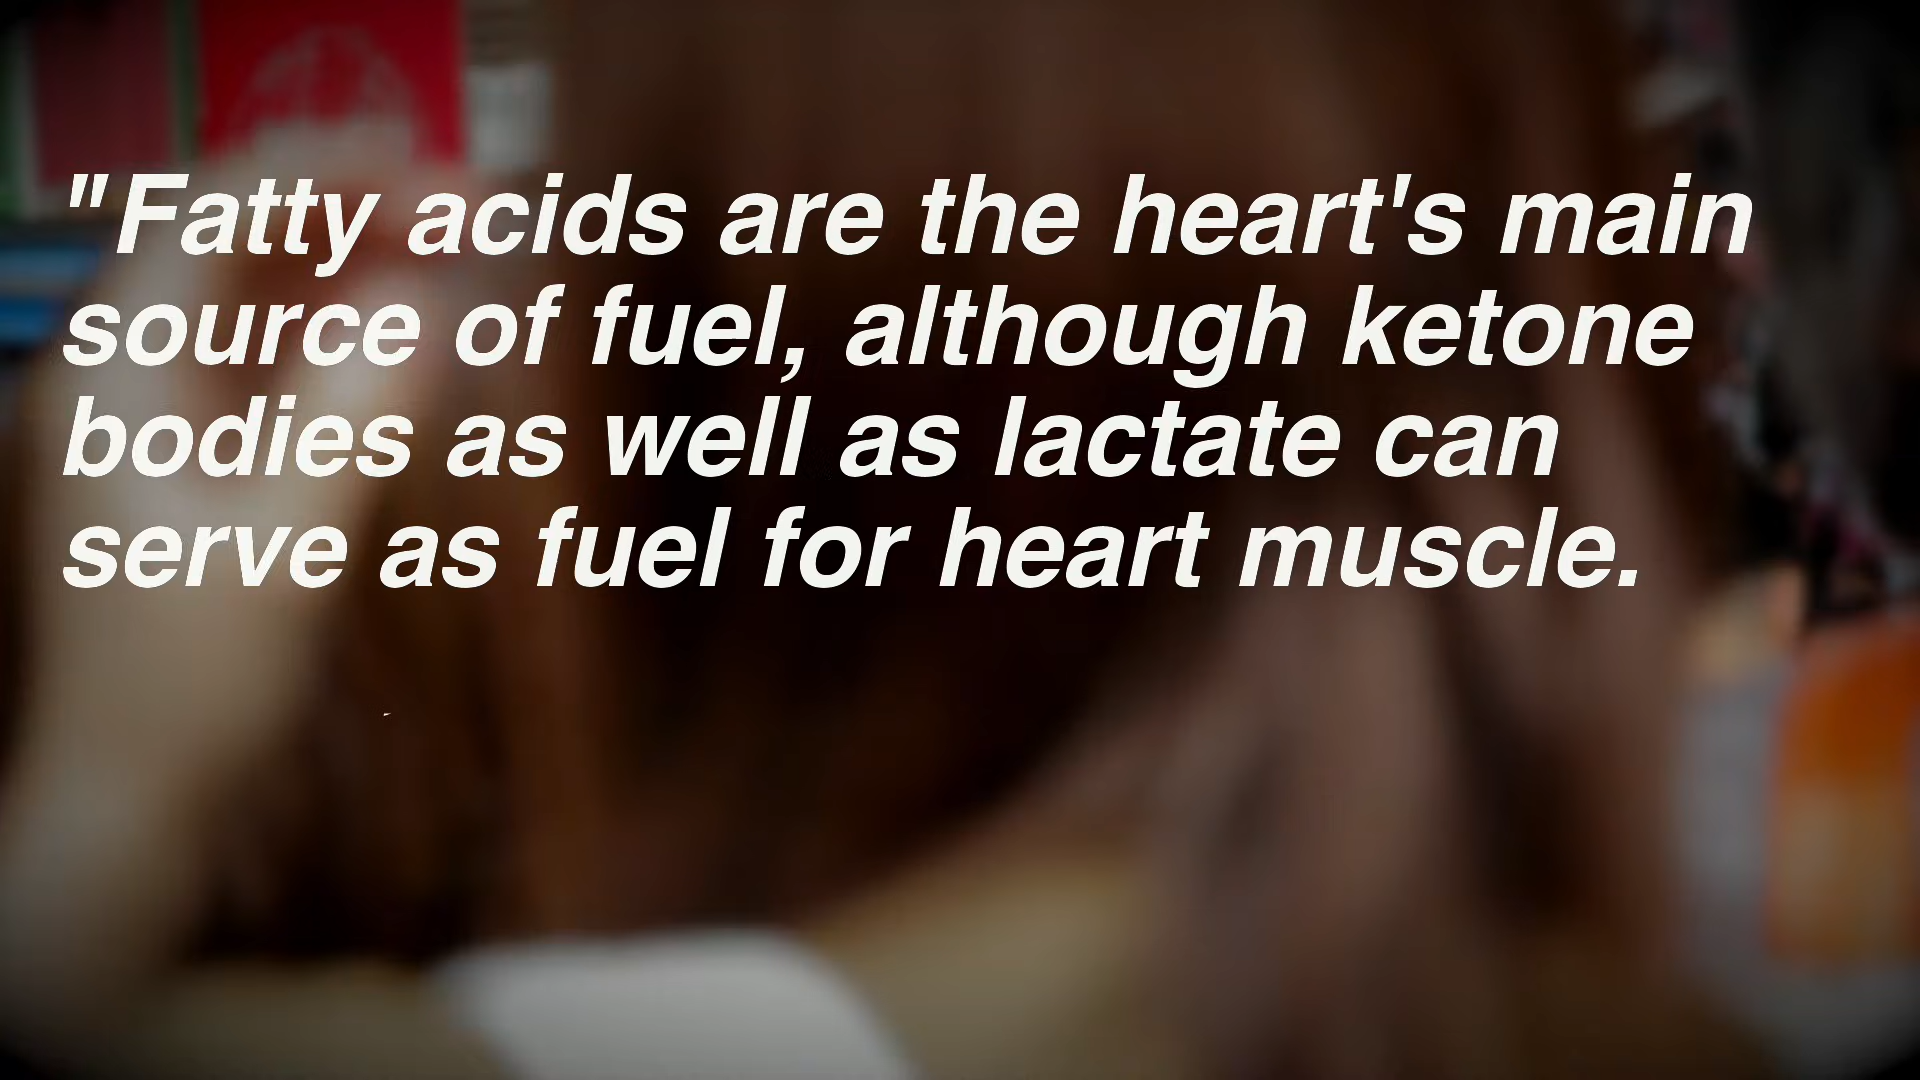 "Fatty acids are the heart's main
source of fuel, although ketone
bodies as well as lactate can
serve as fuel for heart muscle.